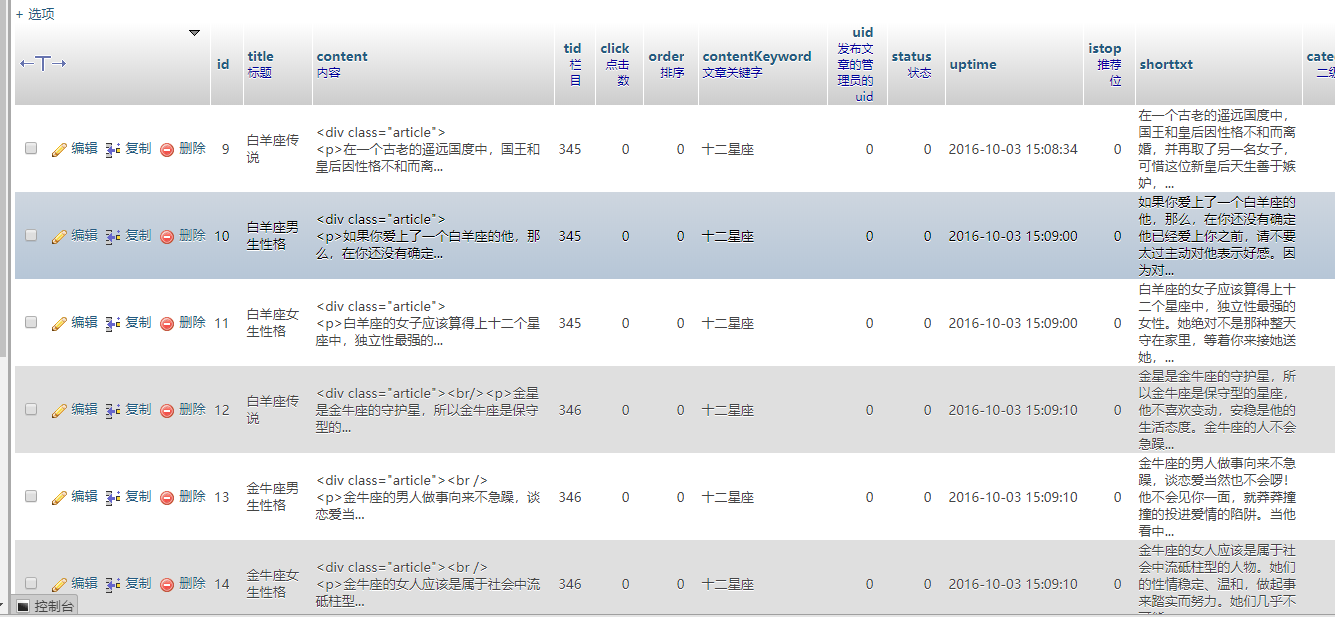 + 选项
←T→
id
title
标题
content
内容
tid
栏
目
click
点击
数
order
排序
contentKeyword
文章关键字
uid
发布文
章的管
理员的
uid
status
状态
uptime
istop
推荐
位
shorttxt
cate
二级
编辑 复制 删除 9
白羊座传
说
<div class="article">
<p>在一个古老的遥远国度中，国王和
皇后因性格不和而离...
345 0 0 十二星座 0 0 2016-10-03 15:08:34 0
在一个古老的遥远国度中，
国王和皇后因性格不和而离
婚，并再取了另一名女子，
可惜这位新皇后天生善于嫉
妒，...
编辑 复制 删除 10
白羊座男
生性格
<div class="article">
<p>如果你爱上了一个白羊座的他，那
么，在你还没有确定...
345 0 0 十二星座 0 0 2016-10-03 15:09:00 0
如果你爱上了一个白羊座的
他，那么，在你还没有确定
他已经爱上你之前，请不要
太过主动对他表示好感。因
为对...
编辑 复制 删除 11
白羊座女
生性格
<div class="article">
<p>白羊座的女子应该算得上十二个星
座中，独立性最强的...
345 0 0 十二星座 0 0 2016-10-03 15:09:00 0
白羊座的女子应该算得上十
二个星座中，独立性最强的
女性。她绝对不是那种整天
守在家里，等着你来接她送
她，...
编辑 复制 删除 12
白羊座传
说
<div class="article"><br/><p>金星
是金牛座的守护星，所以金牛座是保守
型的...
346 0 0 十二星座 0 0 2016-10-03 15:09:10 0
金星是金牛座的守护星，所
以金牛座是保守型的星座，
他不喜欢变动，安稳是他的
生活态度。金牛座的人不会
急躁...
编辑 复制 删除 13
金牛座男
生性格
<div class="article"><br />
<p>金牛座的男人做事向来不急躁，谈
恋爱当...
346 0 0 十二星座 0 0 2016-10-03 15:09:10 0
金牛座的男人做事向来不急
躁，谈恋爱当然也不会啰！
他不会见你一面，就莽莽撞
撞的投进爱情的陷阱。当他
看中...
编辑 复制 删除 14
金牛座女
生性格
<div class="article"><br />
<p>金牛座的女人应该是属于社会中流
砥柱型...
346 0 0 十二星座 0 0 2016-10-03 15:09:10 0
金牛座的女人应该是属于社
会中流砥柱型的人物。她们
的性情稳定、温和，做起事
来踏实而努力。她们几乎不
控制台